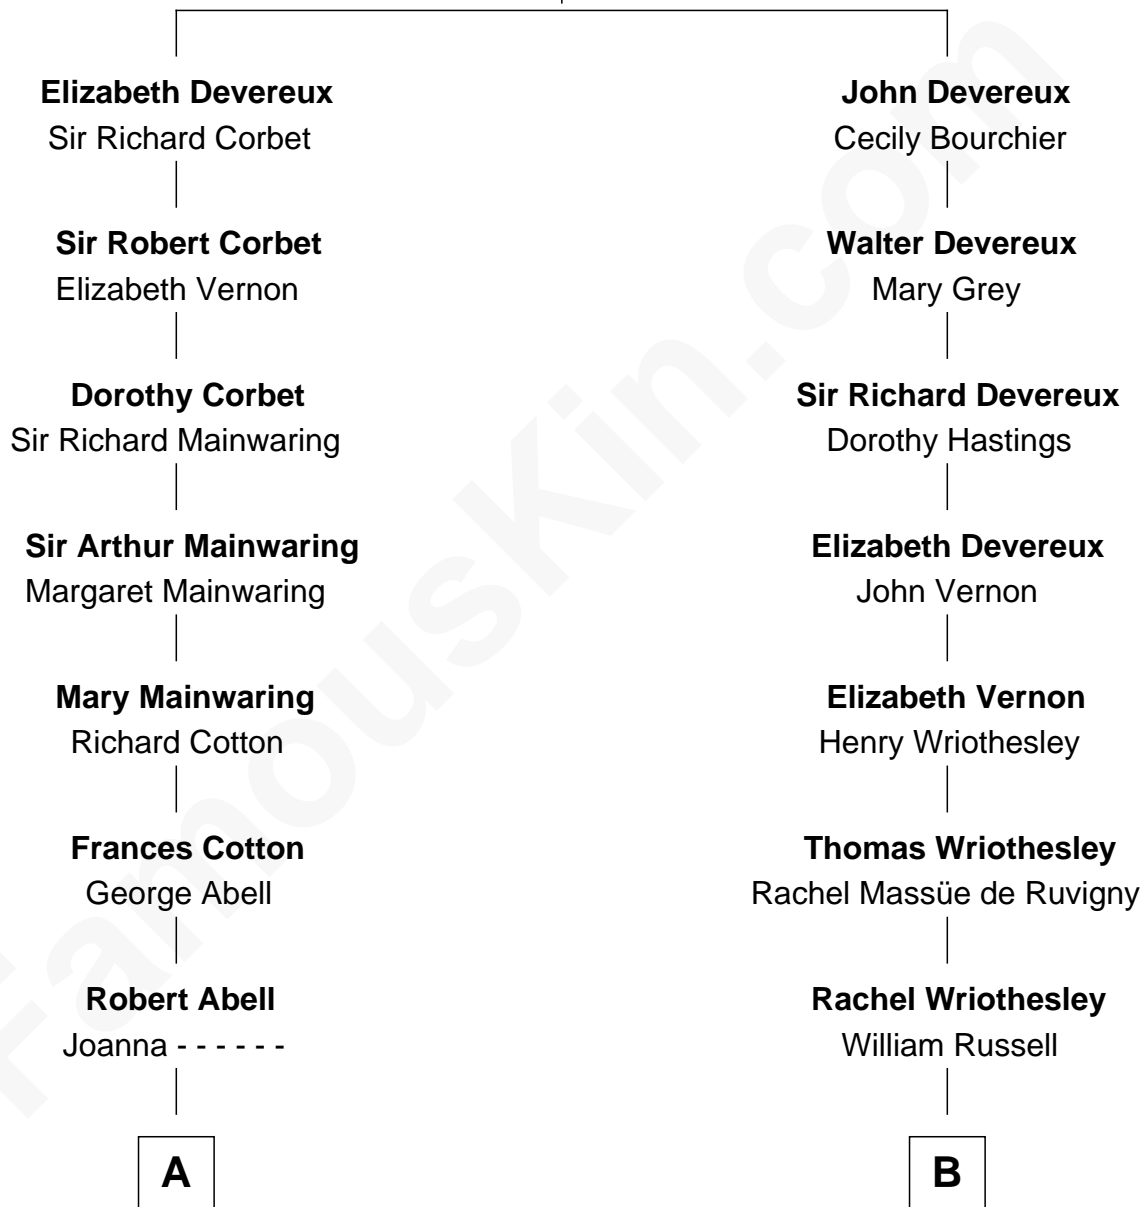 Elizabeth Devereux
Sir Richard Corbet
Sir Robert Corbet
Elizabeth Vernon
Dorothy Corbet
Sir Richard Mainwaring
Sir Arthur Mainwaring
Margaret Mainwaring
Mary Mainwaring
Richard Cotton
Frances Cotton
George Abell
Robert Abell
Joanna - - - - - -
A
John Devereux
Cecily Bourchier
Walter Devereux
Mary Grey
Sir Richard Devereux
Dorothy Hastings
Elizabeth Devereux
John Vernon
Elizabeth Vernon
Henry Wriothesley
Thomas Wriothesley
Rachel Massüe de Ruvigny
Rachel Wriothesley
William Russell
B
FamousKin.com